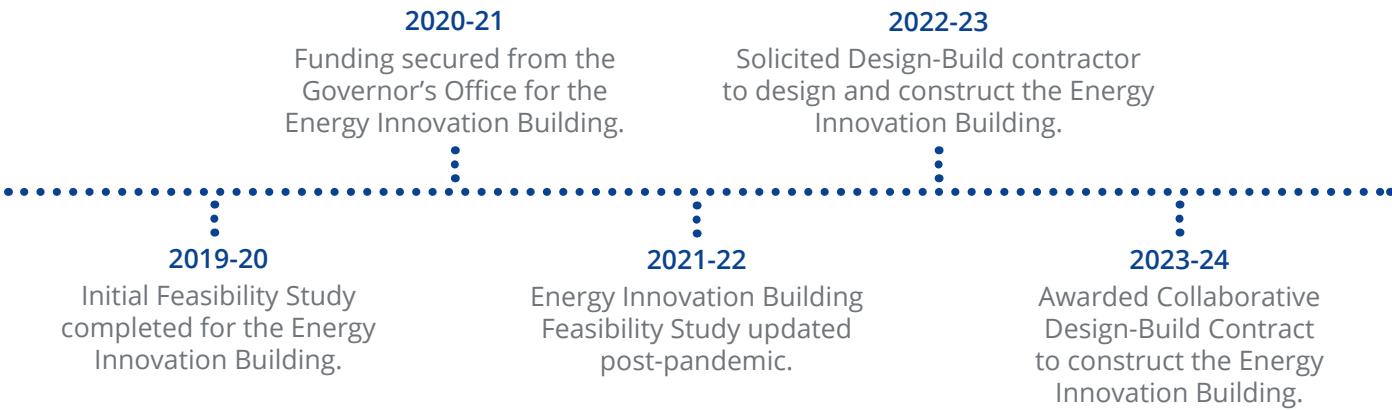 2020-21
Funding secured from the
Governor’s Office for the
Energy Innovation Building.
2022-23
Solicited Design-Build contractor
to design and construct the Energy
Innovation Building.
2019-20
Initial Feasibility Study
completed for the Energy
Innovation Building.
2021-22
Energy Innovation Building
Feasibility Study updated
post-pandemic.
2023-24
Awarded Collaborative
Design-Build Contract
to construct the Energy
Innovation Building.